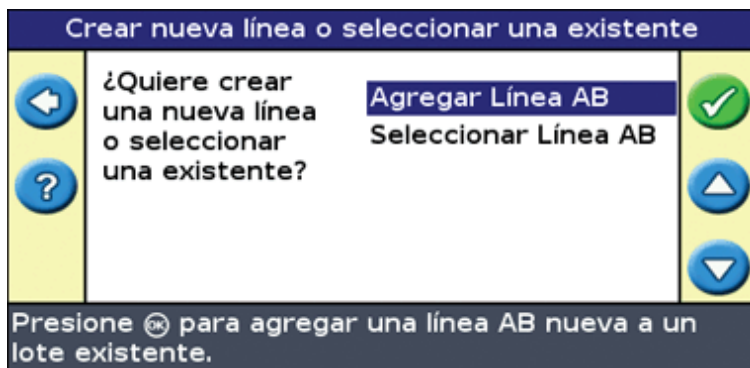 Crear nueva línea o seleccionar una existente
¿Quiere crear
una nueva línea
o seleccionar
una existente?
Agregar Línea AB
Seleccionar Línea AB
?
Presione OK para agregar una línea AB nueva a un
lote existente.